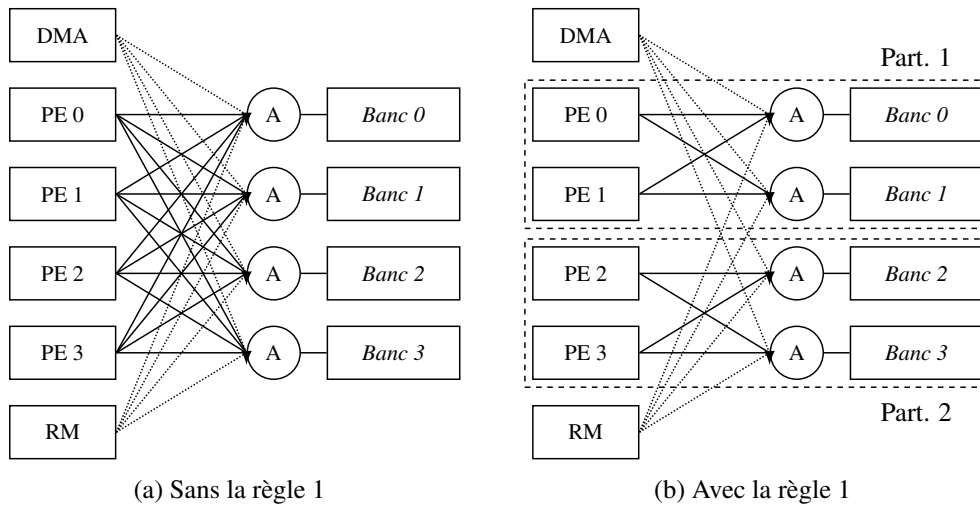 DMA
PE 0
A
Banc 0
PE 1
A
Banc 1
PE 2
A
Banc 2
PE 3
A
Banc 3
RM
(a) Sans la règle 1
DMA
Part. 1
PE 0
A
Banc 0
PE 1
A
Banc 1
PE 2
A
Banc 2
PE 3
A
Banc 3
RM
Part. 2
(b) Avec la règle 1